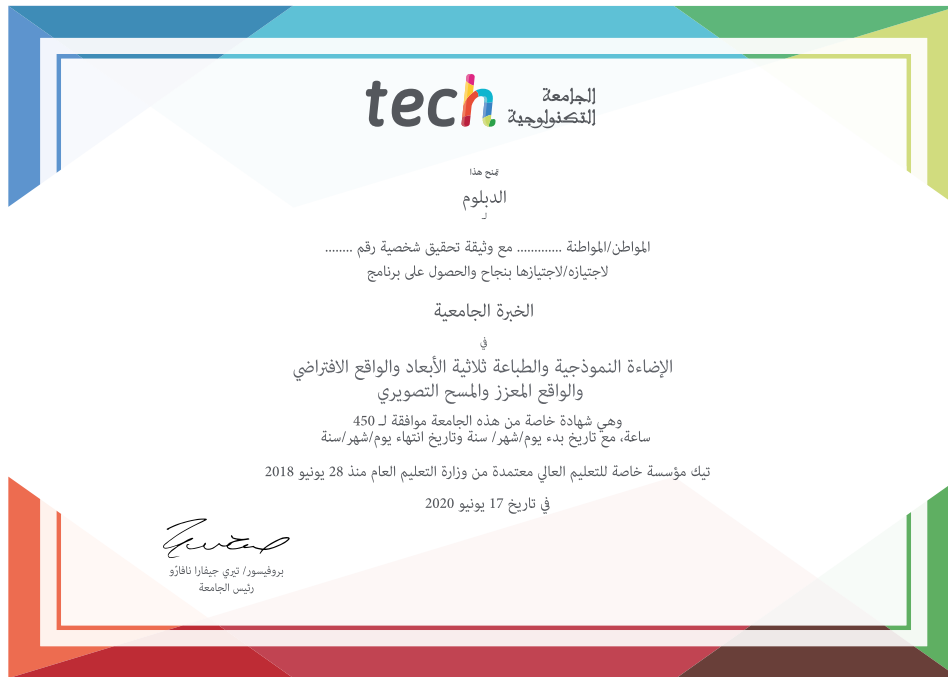 tech الجامعة التكنولوجية
تمنح هذا
الدبلوم
لـ
المواطن/المواطنة ............ مع وثيقة تحقيق شخصية رقم ........
لاجتيازه/لاجتيازها بنجاح والحصول على برنامج
الخبرة الجامعية
في
الإضاءة النموذجية والطباعة ثلاثية الأبعاد والواقع الافتراضي
والواقع المعزز والمسح التصويري
وهي شهادة خاصة من هذه الجامعة موافقة لـ 450
ساعة، مع تاريخ بدء يوم/شهر/ سنة وتاريخ انتهاء يوم/شهر/سنة
تيك مؤسسة خاصة للتعليم العالي معتمدة من وزارة التعليم العام منذ 28 يونيو 2018
في تاريخ 17 يونيو 2020
بروفيسور/ تيري جيفارا نافارُو
رئيس الجامعة